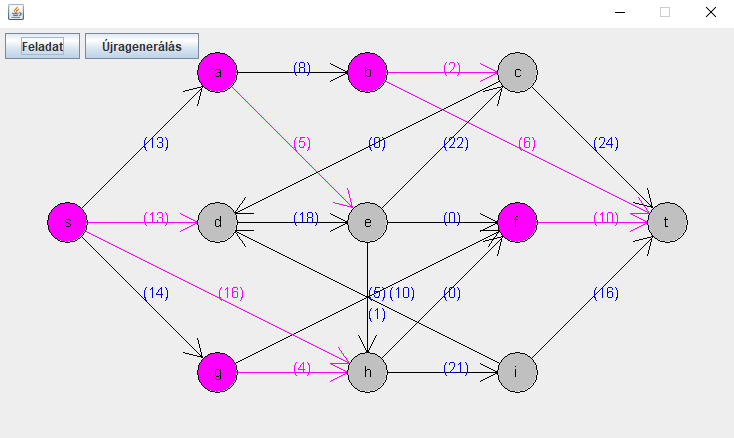 Feladat Újragenerálás
a (8) b (2) c
(13) (5) (0) (22) (6) (24)
s (13) d (18) e (0) f (10) t
(14) (16) (5) (10) (0) (16)
(1)
g (4) h (21) i